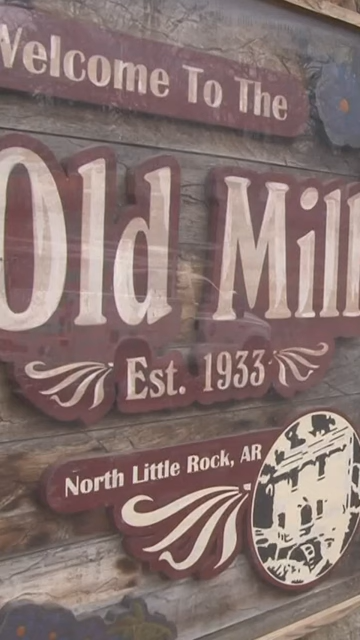 Welcome To The
Old Mill
Est. 1933
North Little Rock, AR